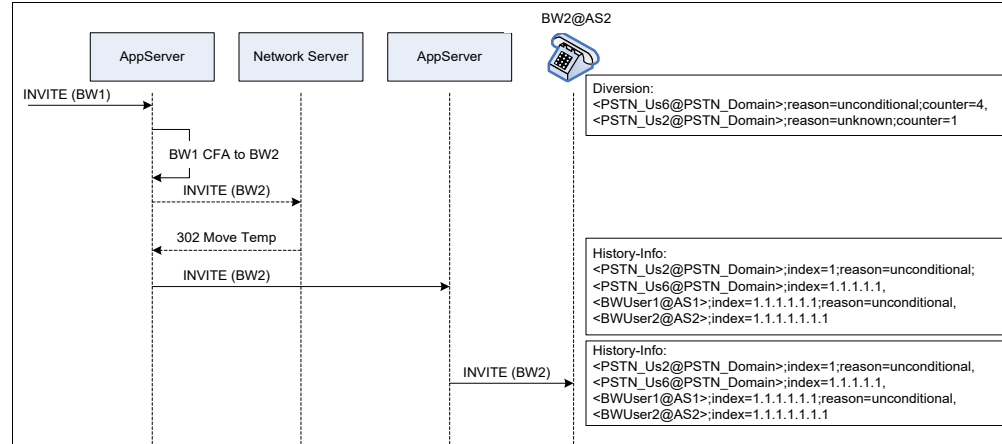 BW2@AS2
AppServer
Network Server
AppServer
INVITE (BW1)
Diversion:
<PSTN_Us6@PSTN_Domain>;reason=unconditional;counter=4,
<PSTN_Us2@PSTN_Domain>;reason=unknown;counter=1
BW1 CFA to BW2
INVITE (BW2)
302 Move Temp
INVITE (BW2)
History-Info:
<PSTN_Us2@PSTN_Domain>;index=1;reason=unconditional;
<PSTN_Us6@PSTN_Domain>;index=1.1.1.1.1,
<BWUser1@AS1>;index=1.1.1.1.1.1;reason=unconditional,
<BWUser2@AS2>;index=1.1.1.1.1.1.1
INVITE (BW2)
History-Info:
<PSTN_Us2@PSTN_Domain>;index=1;reason=unconditional,
<PSTN_Us6@PSTN_Domain>;index=1.1.1.1.1,
<BWUser1@AS1>;index=1.1.1.1.1.1;reason=unconditional,
<BWUser2@AS2>;index=1.1.1.1.1.1.1